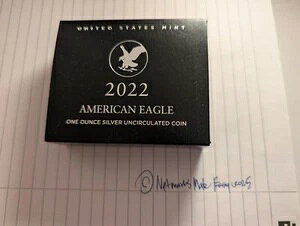 UNITED STATES MINT
2022
AMERICAN EAGLE
ONE OUNCE SILVER UNCIRCULATED COIN
©